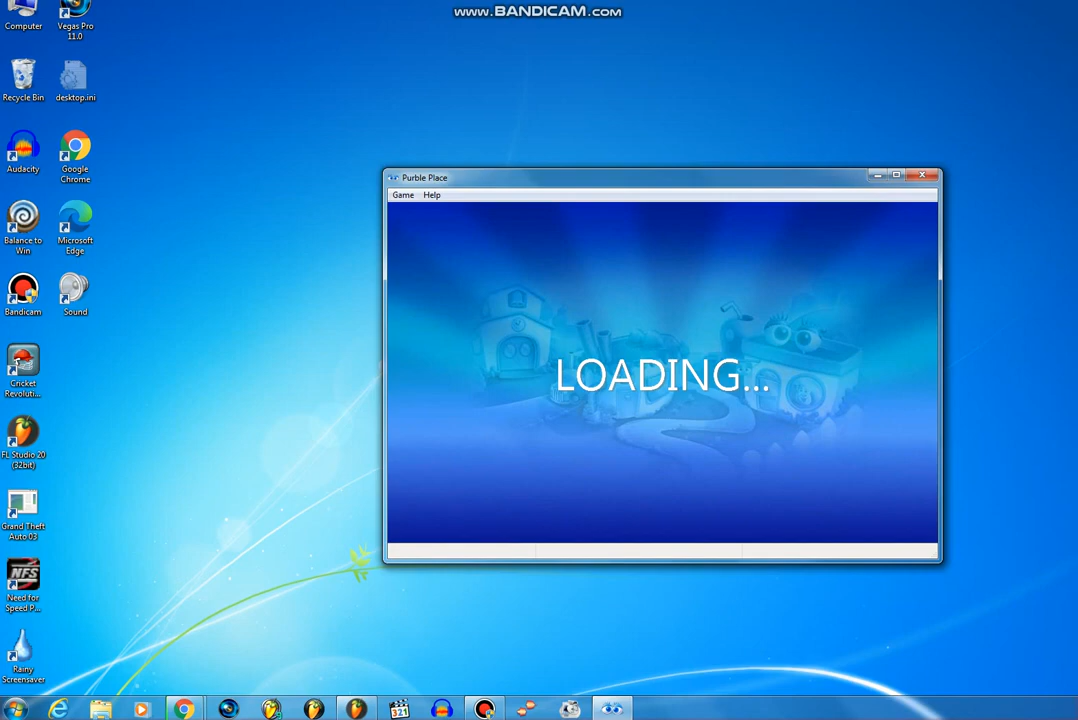 www.BANDICAM.com
Computer
Vegas Pro
11.0
Recycle Bin
desktop.ini
Audacity
Google
Chrome
Balance to
Win
Microsoft
Edge
Bandicam
Sound
Cricket
Revoluti...
FL Studio 20
(32bit)
Grand Theft
Auto 03
NFS
Need for
Speed P...
Rainy
Screensaver
Purble Place
Game Help
LOADING...
321